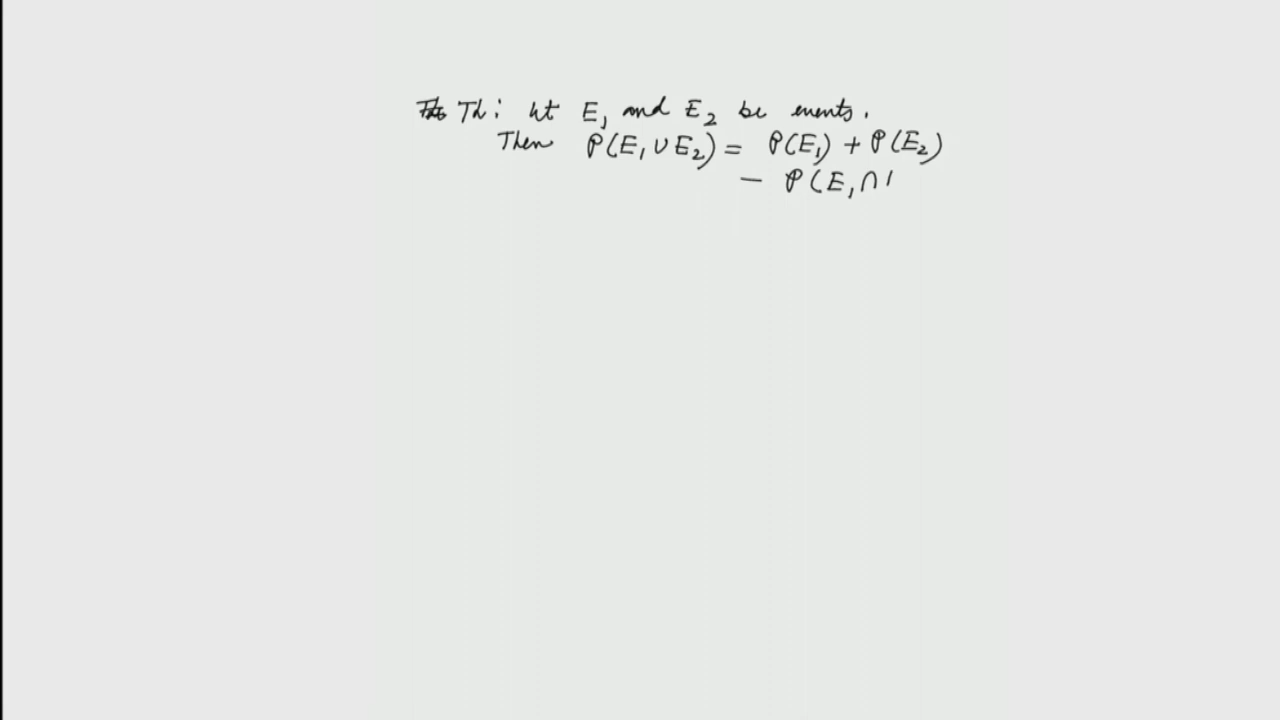 Th: let E₁ and E₂ be events.
Then P(E₁ ∪ E₂) = P(E₁) + P(E₂)
− P(E₁ ∩